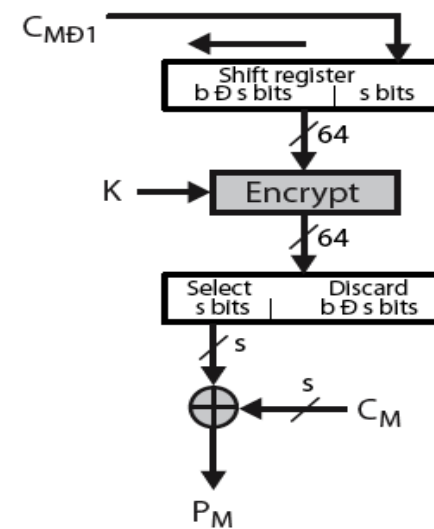 CMÐ1
Shift register
b Ð s bits | s bits
64
K
Encrypt
64
Select Discard
s bits | b Ð s bits
s
s
CM
PM